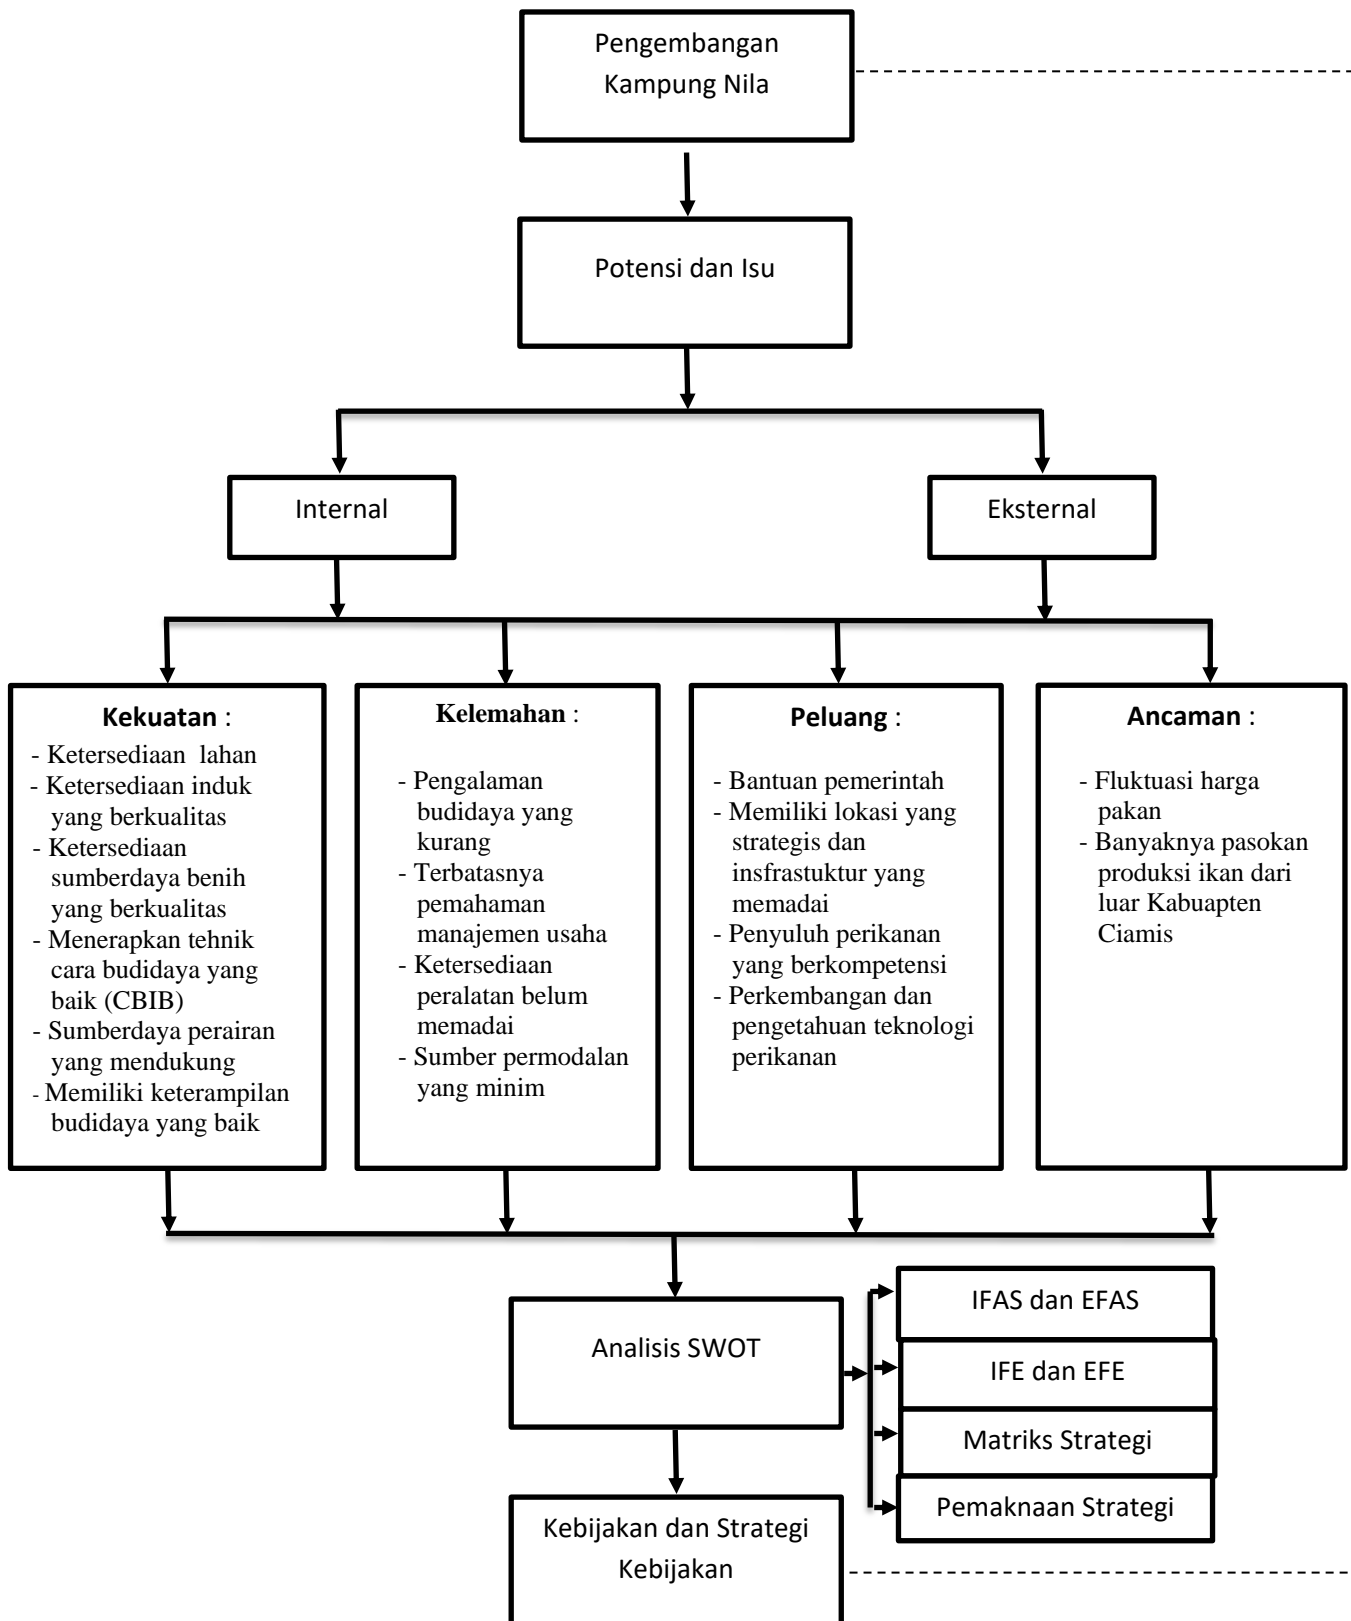 Pengembangan
Kampung Nila
Potensi dan Isu
Internal
Eksternal
Kekuatan :
- Ketersediaan lahan
- Ketersediaan induk
yang berkualitas
- Ketersediaan
sumberdaya benih
yang berkualitas
- Menerapkan tehnik
cara budidaya yang
baik (CBIB)
- Sumberdaya perairan
yang mendukung
- Memiliki keterampilan
budidaya yang baik
Kelemahan :
- Pengalaman
budidaya yang
kurang
- Terbatasnya
pemahaman
manajemen usaha
- Ketersediaan
peralatan belum
memadai
- Sumber permodalan
yang minim
Peluang :
- Bantuan pemerintah
- Memiliki lokasi yang
strategis dan
insfrastuktur yang
memadai
- Penyuluh perikanan
yang berkompetensi
- Perkembangan dan
pengetahuan teknologi
perikanan
Ancaman :
- Fluktuasi harga
pakan
- Banyaknya pasokan
produksi ikan dari
luar Kabuapten
Ciamis
Analisis SWOT
IFAS dan EFAS
IFE dan EFE
Matriks Strategi
Pemaknaan Strategi
Kebijakan dan Strategi
Kebijakan